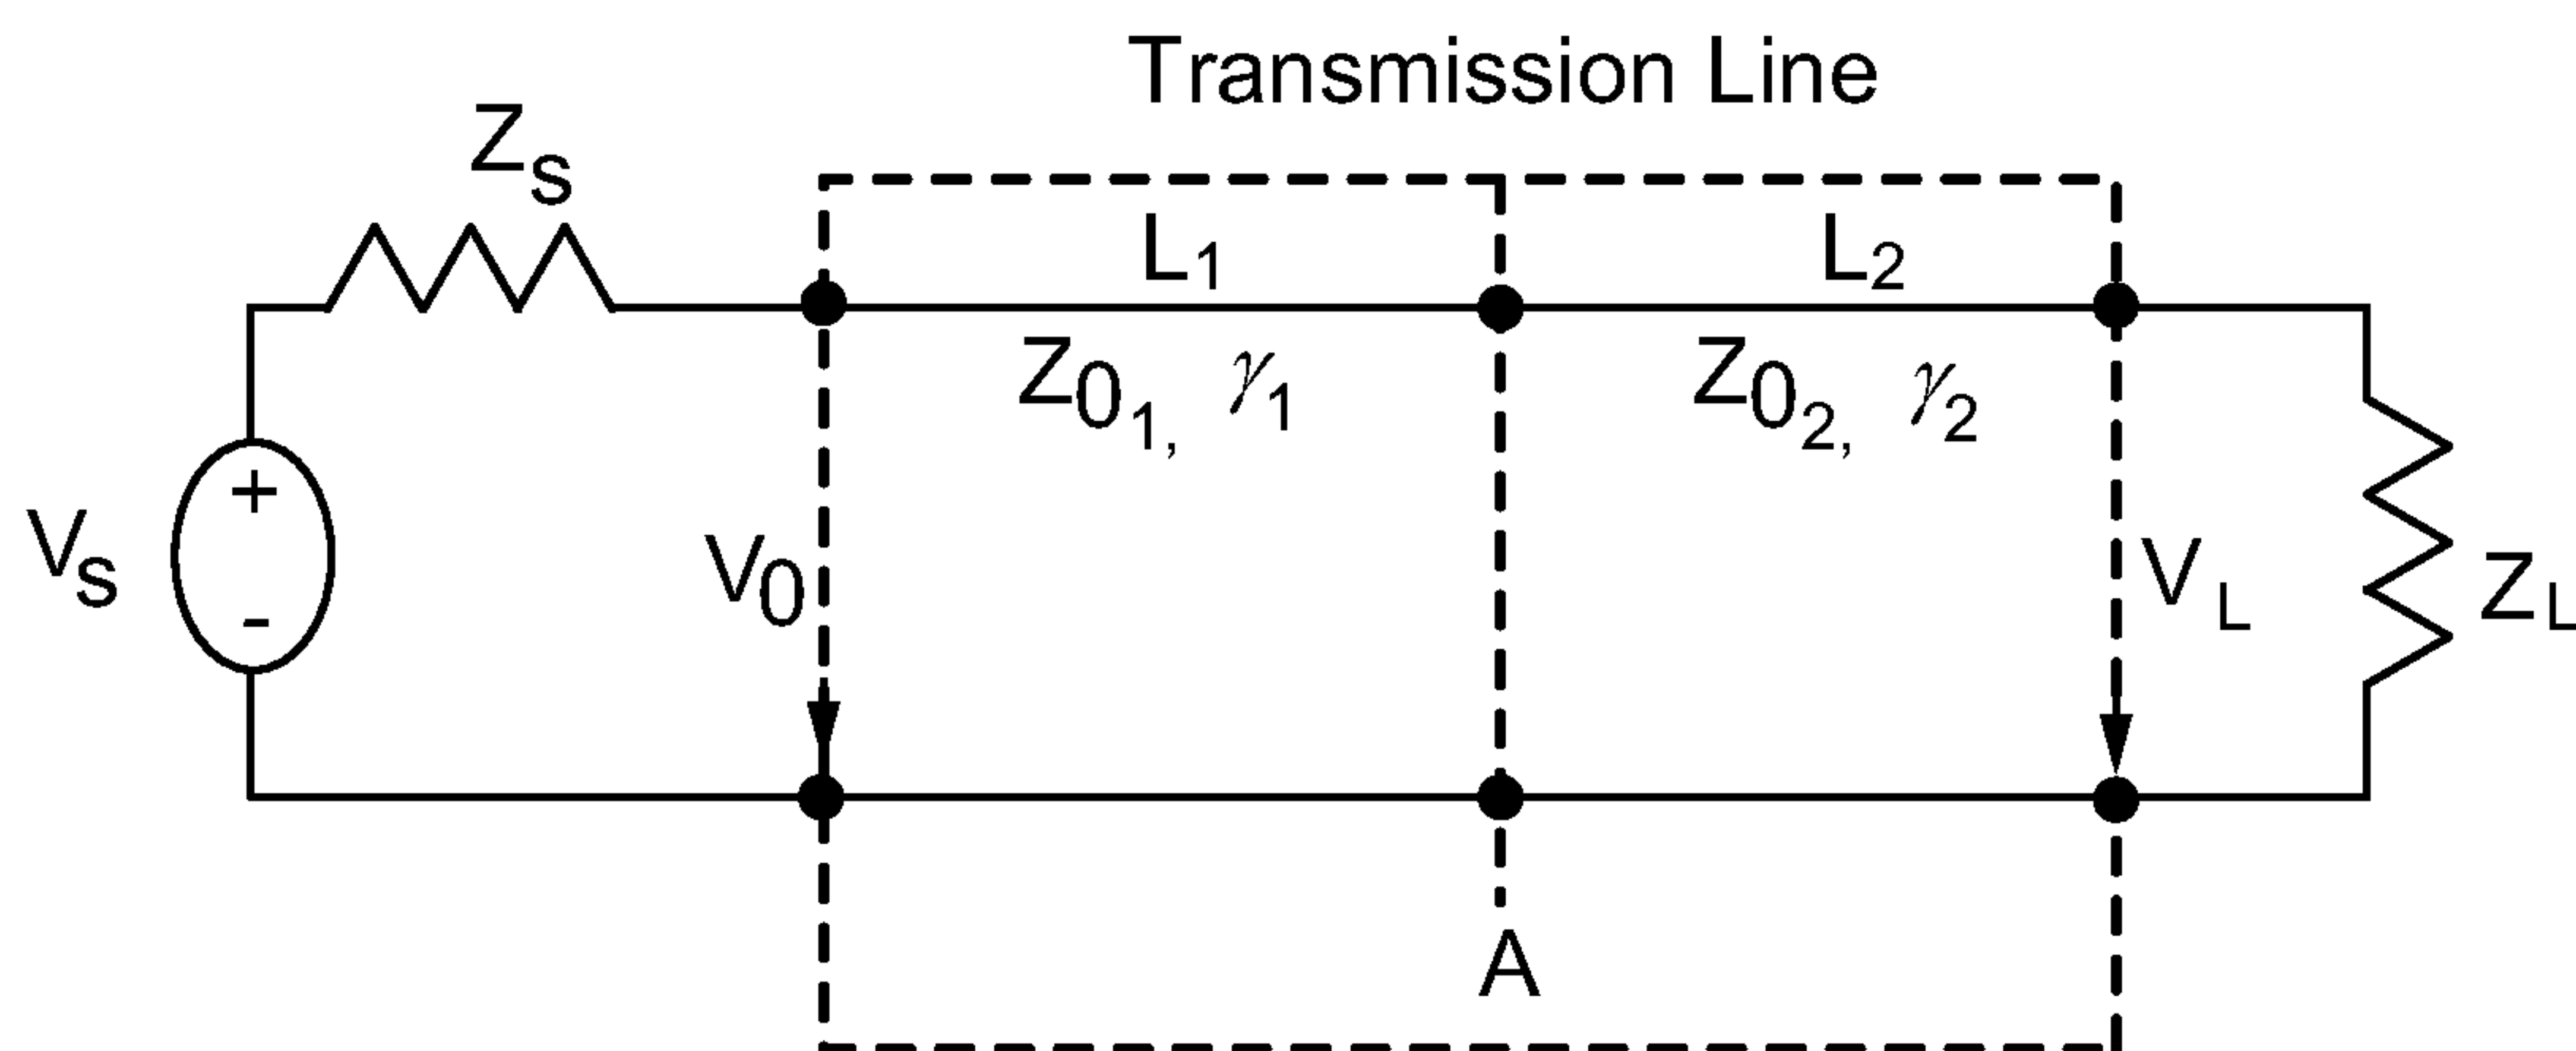 Transmission Line
Zs
L1
L2
Z01, γ1
Z02, γ2
+
Vs
-
V0
VL
ZL
A